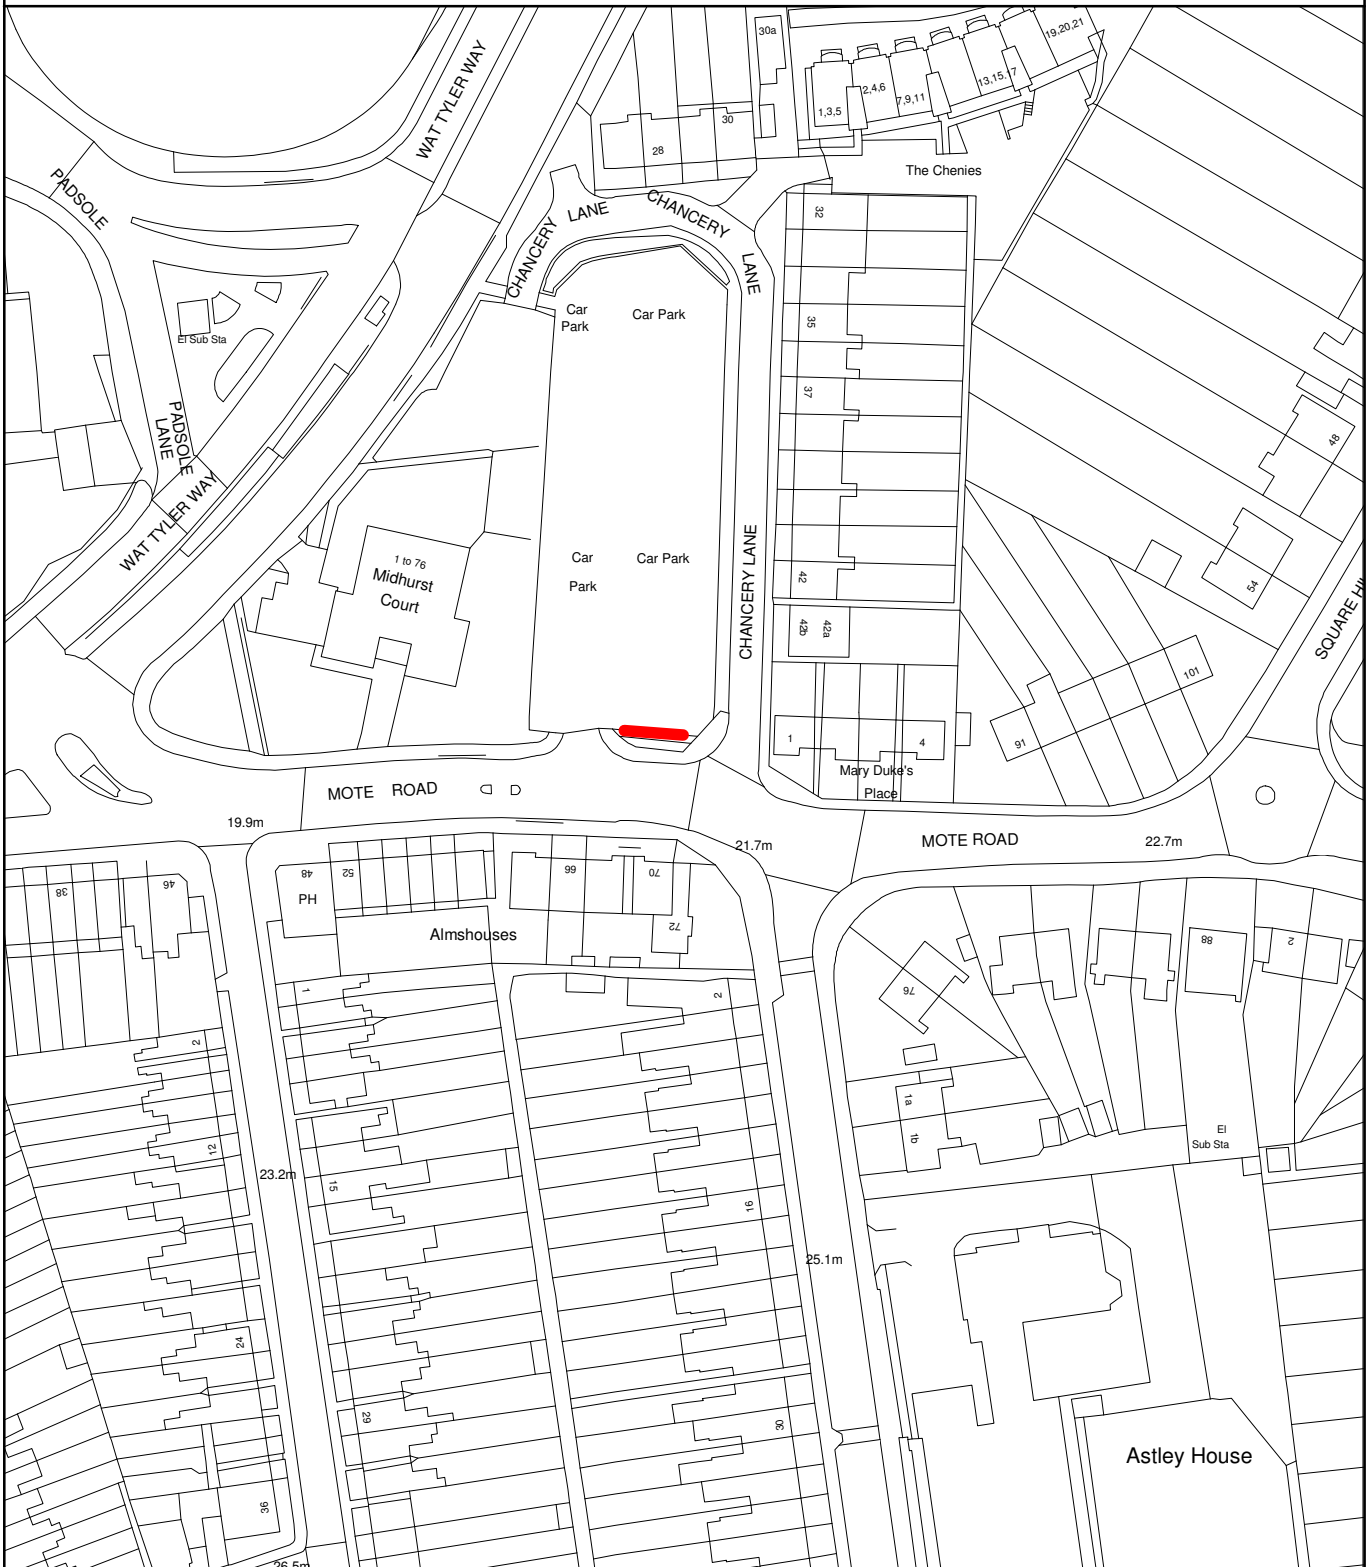 30a
19,20,21
WAT TYLER WAY
13,15,17
2,4,6
7,9,11
1,3,5
30
28
The Chenies
PADSOLE
CHANCERY LANE
CHANCERY
LANE
32
Car
Park
Car Park
35
El Sub Sta
37
PADSOLE
LANE
48
WAT TYLER WAY
1 to 76
Midhurst
Court
Car
Park
Car Park
CHANCERY LANE
42
54
42b
42a
SQUARE HI
101
1
4
91
Mary Duke's
Place
MOTE ROAD
19.9m
21.7m
MOTE ROAD
22.7m
38
46
48
PH
52
66
70
72
Almshouses
88
2
76
1
2
2
1a
1b
El
Sub Sta
12
23.2m
15
16
25.1m
24
29
30
Astley House
36
26.5m